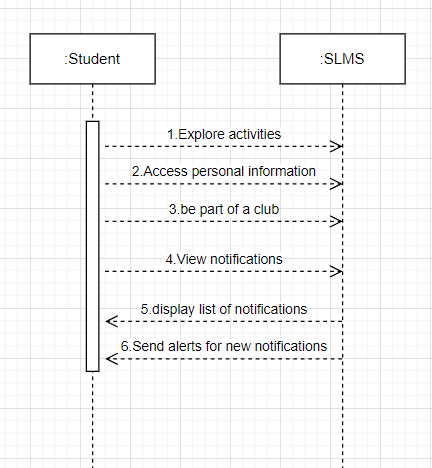 :Student
:SLMS
1.Explore activities
2.Access personal information
3.be part of a club
4.View notifications
5.display list of notifications
6.Send alerts for new notifications